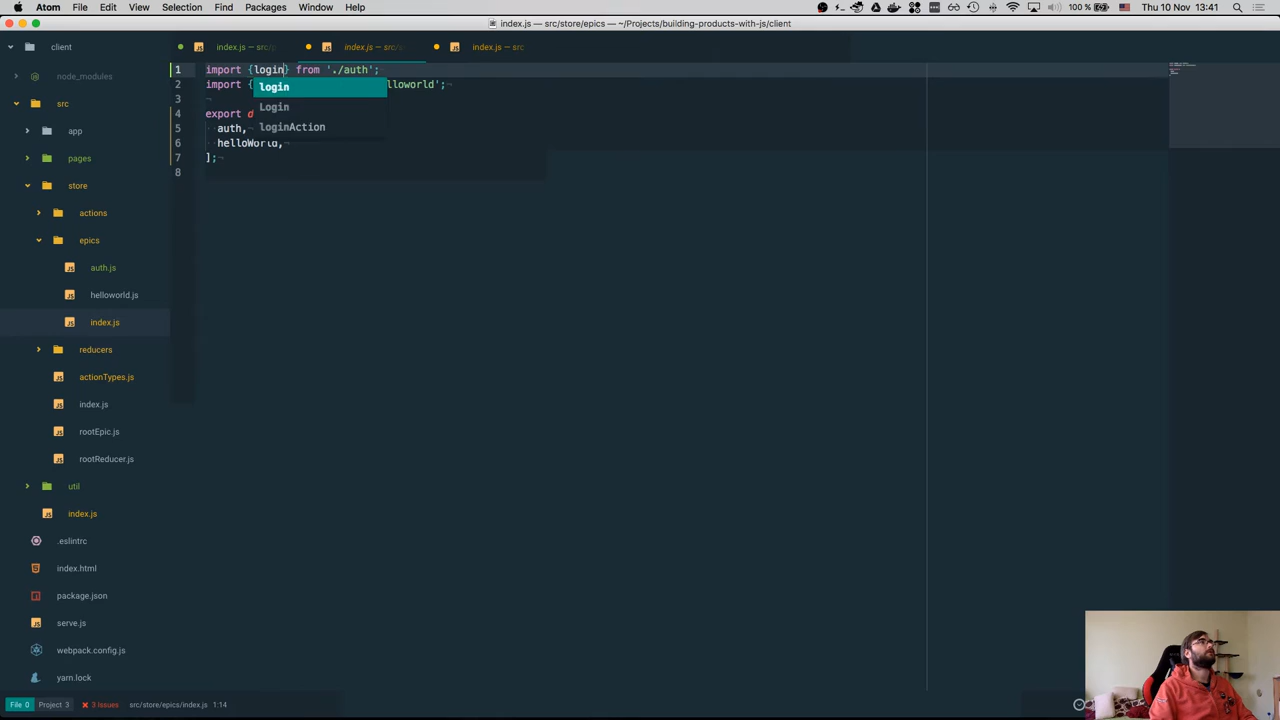 Atom File Edit View Selection Find Packages Window Help 100 % Thu 10 Nov 13:41
index.js — src/store/epics — ~/Projects/building-products-with-js/client
client
index.js — src/
index.js — src/
index.js — src
node_modules
src
app
pages
store
actions
epics
auth.js
helloworld.js
index.js
reducers
actionTypes.js
index.js
rootEpic.js
rootReducer.js
util
index.js
.eslintrc
index.html
package.json
serve.js
webpack.config.js
yarn.lock
1 import {login} from './auth';
2 import { lloworld';
3
4 export d
5 auth,
6 helloWorld,
7 ];
8
login
Login
loginAction
File 0 Project 3 3 Issues src/store/epics/index.js 1:14